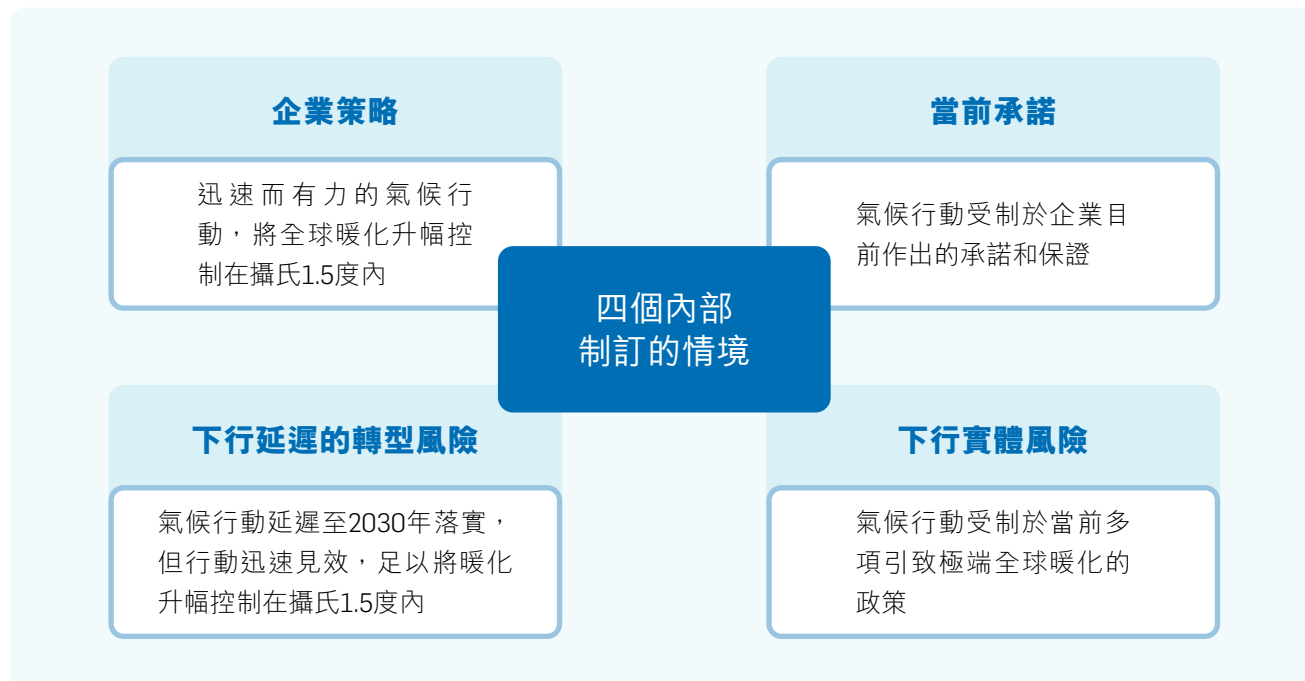 企業策略
迅速而有力的氣候行
動，將全球暖化升幅控
制在攝氏1.5度內
當前承諾
氣候行動受制於企業目
前作出的承諾和保證
四個內部
制訂的情境
下行延遲的轉型風險
氣候行動延遲至2030年落實，
但行動迅速見效，足以將暖化
升幅控制在攝氏1.5度內
下行實體風險
氣候行動受制於當前多
項引致極端全球暖化的
政策